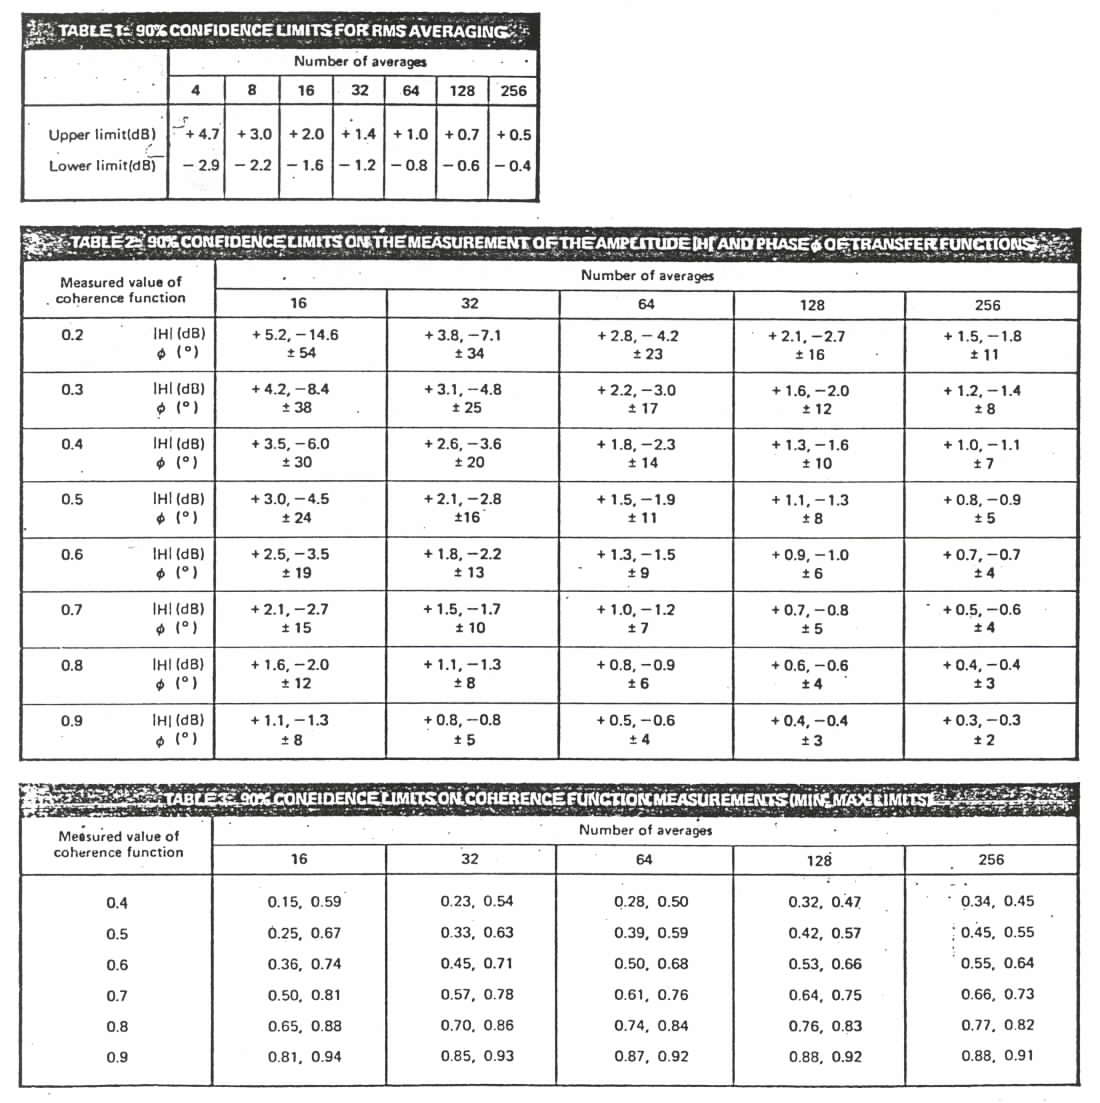 TABLE 1: 90% CONFIDENCE LIMITS FOR RMS AVERAGING
Number of averages
4 8 16 32 64 128 256
Upper limit(dB) +4.7 +3.0 +2.0 +1.4 +1.0 +0.7 +0.5
Lower limit(dB) −2.9 −2.2 −1.6 −1.2 −0.8 −0.6 −0.4
TABLE 2: 90% CONFIDENCE LIMITS ON THE MEASUREMENT OF THE AMPLITUDE |H| AND PHASE ϕ OF TRANSFER FUNCTIONS
Measured value of
coherence function
Number of averages
16 32 64 128 256
0.2 |H| (dB) +5.2, −14.6 +3.8, −7.1 +2.8, −4.2 +2.1, −2.7 +1.5, −1.8
ϕ (°) ±54 ±34 ±23 ±16 ±11
0.3 |H| (dB) +4.2, −8.4 +3.1, −4.8 +2.2, −3.0 +1.6, −2.0 +1.2, −1.4
ϕ (°) ±38 ±25 ±17 ±12 ±8
0.4 |H| (dB) +3.5, −6.0 +2.6, −3.6 +1.8, −2.3 +1.3, −1.6 +1.0, −1.1
ϕ (°) ±30 ±20 ±14 ±10 ±7
0.5 |H| (dB) +3.0, −4.5 +2.1, −2.8 +1.5, −1.9 +1.1, −1.3 +0.8, −0.9
ϕ (°) ±24 ±16 ±11 ±8 ±5
0.6 |H| (dB) +2.5, −3.5 +1.8, −2.2 +1.3, −1.5 +0.9, −1.0 +0.7, −0.7
ϕ (°) ±19 ±13 ±9 ±6 ±4
0.7 |H| (dB) +2.1, −2.7 +1.5, −1.7 +1.0, −1.2 +0.7, −0.8 +0.5, −0.6
ϕ (°) ±15 ±10 ±7 ±5 ±4
0.8 |H| (dB) +1.6, −2.0 +1.1, −1.3 +0.8, −0.9 +0.6, −0.6 +0.4, −0.4
ϕ (°) ±12 ±8 ±6 ±4 ±3
0.9 |H| (dB) +1.1, −1.3 +0.8, −0.8 +0.5, −0.6 +0.4, −0.4 +0.3, −0.3
ϕ (°) ±8 ±5 ±4 ±3 ±2
TABLE 3: 90% CONFIDENCE LIMITS ON COHERENCE FUNCTION MEASUREMENTS (MIN, MAX LIMITS)
Measured value of
coherence function
Number of averages
16 32 64 128 256
0.4 0.15, 0.59 0.23, 0.54 0.28, 0.50 0.32, 0.47 0.34, 0.45
0.5 0.25, 0.67 0.33, 0.63 0.39, 0.59 0.42, 0.57 0.45, 0.55
0.6 0.36, 0.74 0.45, 0.71 0.50, 0.68 0.53, 0.66 0.55, 0.64
0.7 0.50, 0.81 0.57, 0.78 0.61, 0.76 0.64, 0.75 0.66, 0.73
0.8 0.65, 0.88 0.70, 0.86 0.74, 0.84 0.76, 0.83 0.77, 0.82
0.9 0.81, 0.94 0.85, 0.93 0.87, 0.92 0.88, 0.92 0.88, 0.91